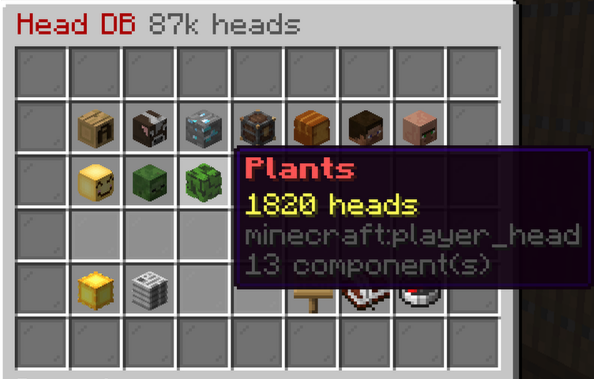 Head DB 87k heads
Plants
1820 heads
minecraft:player_head
13 component(s)